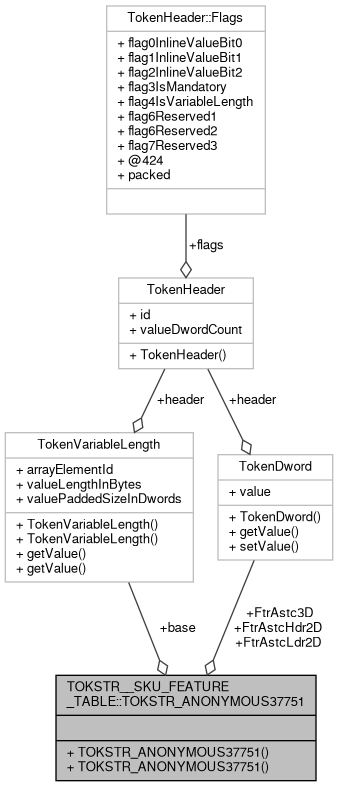 TokenHeader::Flags
+ flag0InlineValueBit0
+ flag1InlineValueBit1
+ flag2InlineValueBit2
+ flag3IsMandatory
+ flag4IsVariableLength
+ flag6Reserved1
+ flag6Reserved2
+ flag7Reserved3
+ @424
+ packed
+flags
TokenHeader
+ id
+ valueDwordCount
+ TokenHeader()
+header
+header
TokenVariableLength
+ arrayElementId
+ valueLengthInBytes
+ valuePaddedSizeInDwords
+ TokenVariableLength()
+ TokenVariableLength()
+ getValue()
+ getValue()
TokenDword
+ value
+ TokenDword()
+ getValue()
+ setValue()
+base
+FtrAstc3D
+FtrAstcHdr2D
+FtrAstcLdr2D
TOKSTR__SKU_FEATURE
_TABLE::TOKSTR_ANONYMOUS37751
+ TOKSTR_ANONYMOUS37751()
+ TOKSTR_ANONYMOUS37751()